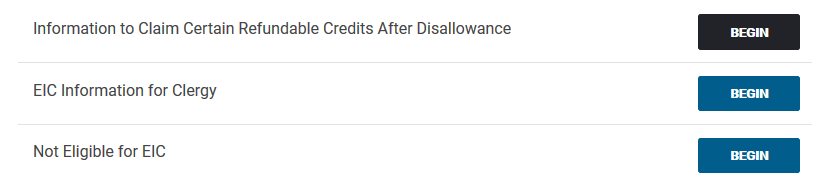 Information to Claim Certain Refundable Credits After Disallowance BEGIN
EIC Information for Clergy BEGIN
Not Eligible for EIC BEGIN